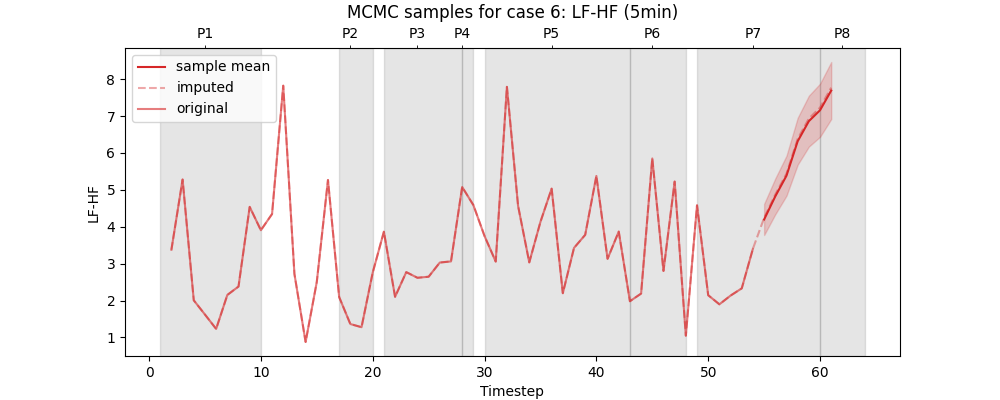 MCMC samples for case 6: LF-HF (5min)
P1 P2 P3 P4 P5 P6 P7 P8
sample mean
imputed
original
LF-HF
8
7
6
5
4
3
2
1
0 10 20 30 40 50 60
Timestep